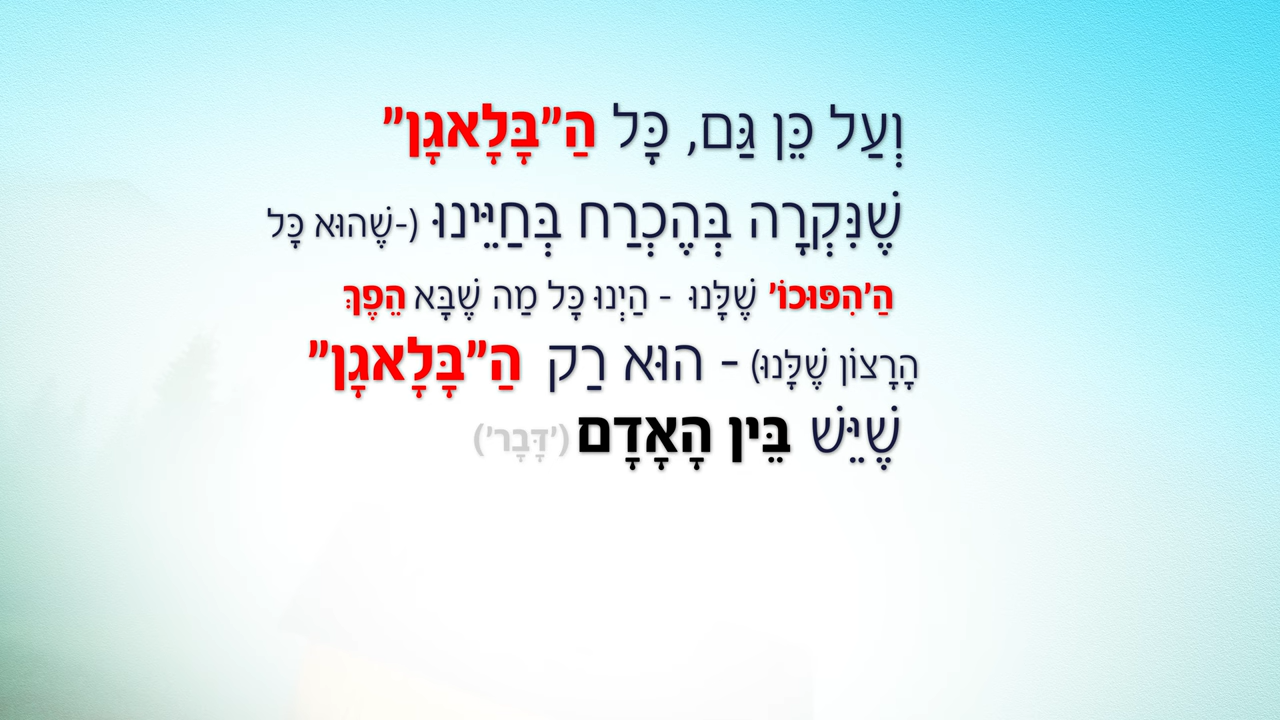 וְעַל כֵּן גַּם, כָּל הַ"בָּלָאגָן"
שֶׁנִּקְרָה בְּהֶכְרַח בְּחַיֵּינוּ (-שֶׁהוּא כָּל
הַ'הִפּוּכוֹ' שֶׁלָּנוּ - הַיְנוּ כָּל מַה שֶׁבָּא הֵפֶךְ
הָרָצוֹן שֶׁלָּנוּ) - הוּא רַק הַ"בָּלָאגָן"
שֶׁיֵּשׁ בֵּין הָאָדָם ('דָּבָר')